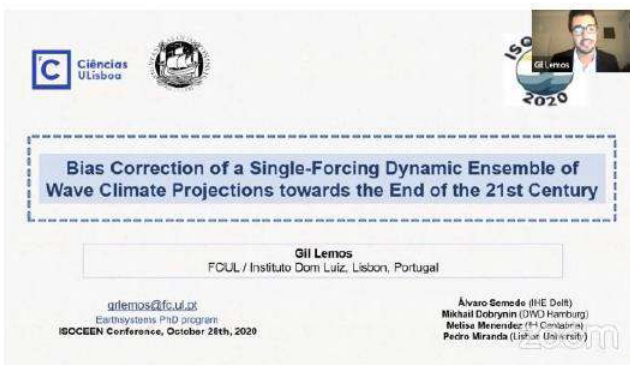 Ciências
ULisboa
ISO
2020
Gil Lemos
Bias Correction of a Single-Forcing Dynamic Ensemble of
Wave Climate Projections towards the End of the 21st Century
Gil Lemos
FCUL / Instituto Dom Luiz, Lisbon, Portugal
grlemos@fc.ul.pt
Earthsystems PhD program
ISOCEEN Conference, October 28th, 2020
Álvaro Semedo (IHE Delft)
Mikhail Dobrynin (DWD Hamburg)
Melisa Menendez (IH Cantabria)
Pedro Miranda (Lisbon University)
zoom